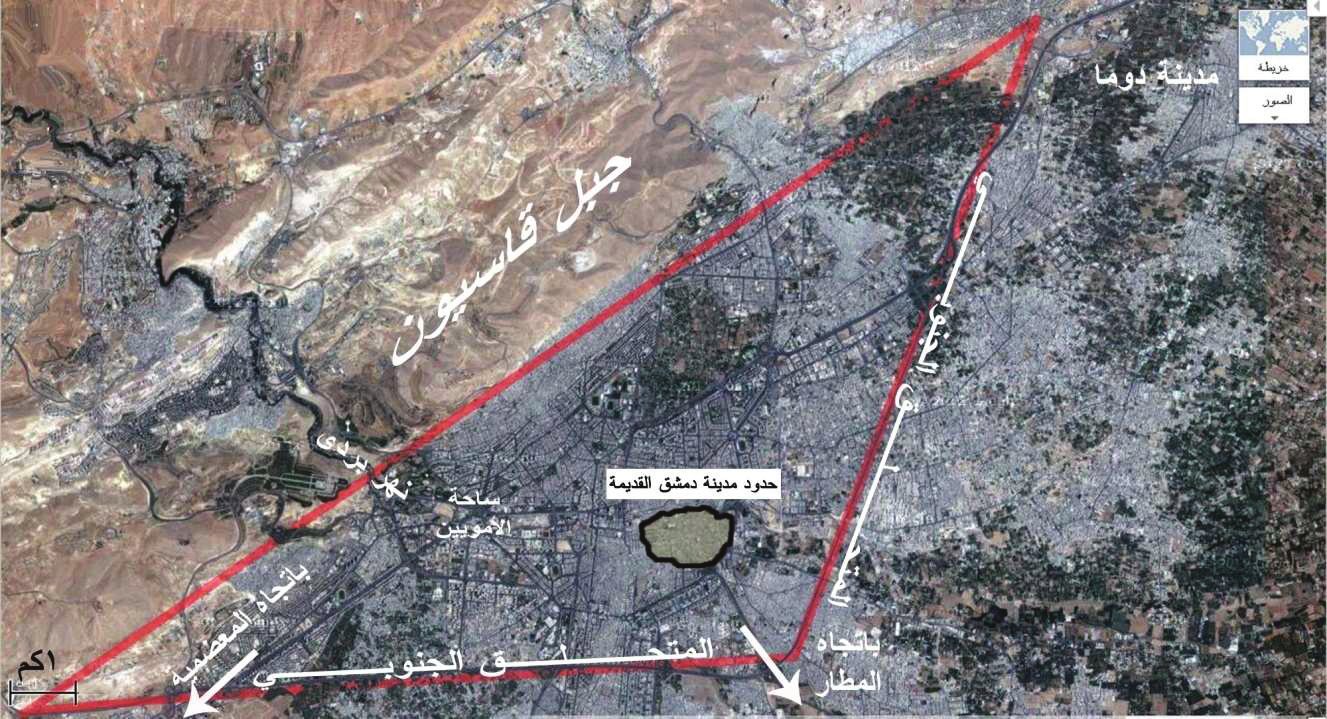 خريطة
الصور
مدينة دوما
جبل قاسيون
المتحلق الجنوبي
نهر بردى
حدود مدينة دمشق القديمة
ساحة
الأمويين
باتجاه المعضمية
المتحلق الجنوبي
باتجاه
المطار
١كم